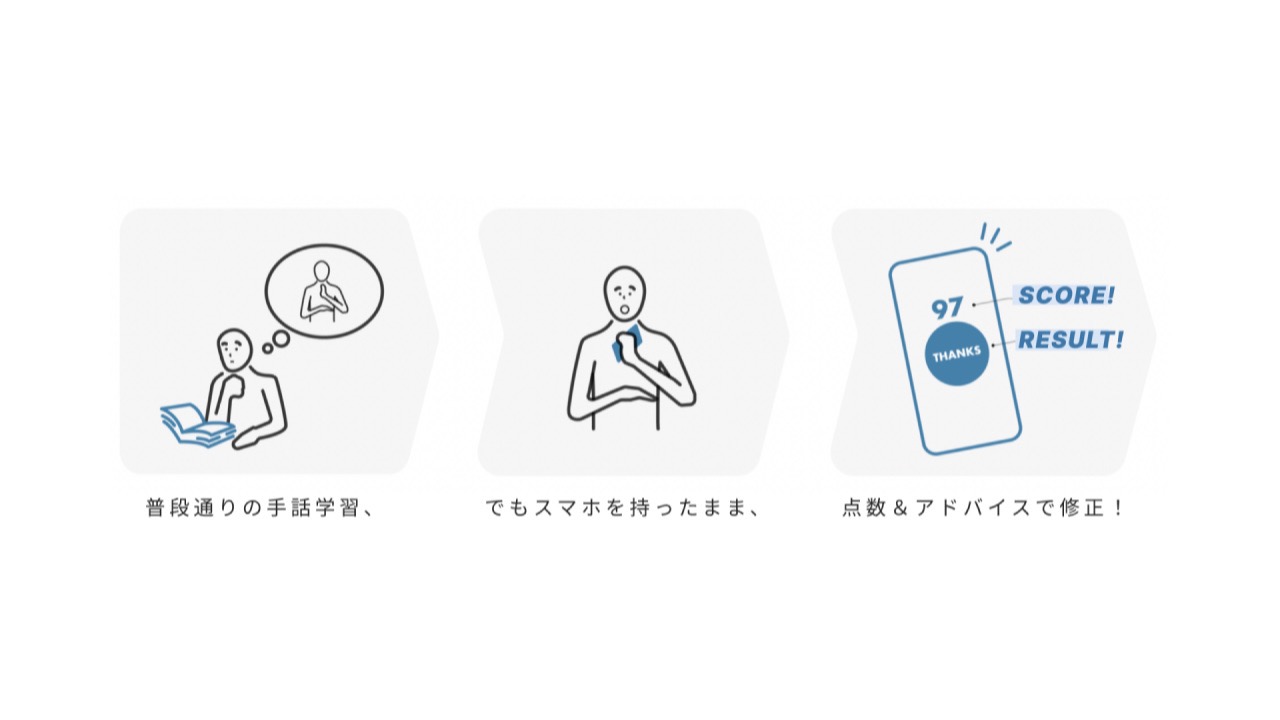 97
SCORE!
THANKS
RESULT!
普段通りの手話学習、
でもスマホを持ったまま、
点数&アドバイスで修正！